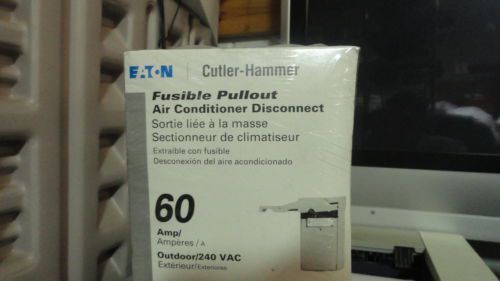 EATON | Cutler-Hammer
Fusible Pullout
Air Conditioner Disconnect
Sortie liée à la masse
Sectionneur de climatiseur
Extraible con fusible
Desconexión del aire acondicionado
60
Amp/
Ampères / A
Outdoor/240 VAC
Extérieur/Exteriores